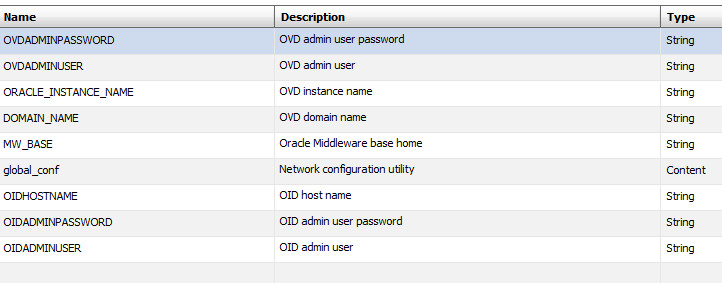 Name Description Type
OVDADMINPASSWORD OVD admin user password String
OVDADMINUSER OVD admin user String
ORACLE_INSTANCE_NAME OVD instance name String
DOMAIN_NAME OVD domain name String
MW_BASE Oracle Middleware base home String
global_conf Network configuration utility Content
OIDHOSTNAME OID host name String
OIDADMINPASSWORD OID admin user password String
OIDADMINUSER OID admin user String